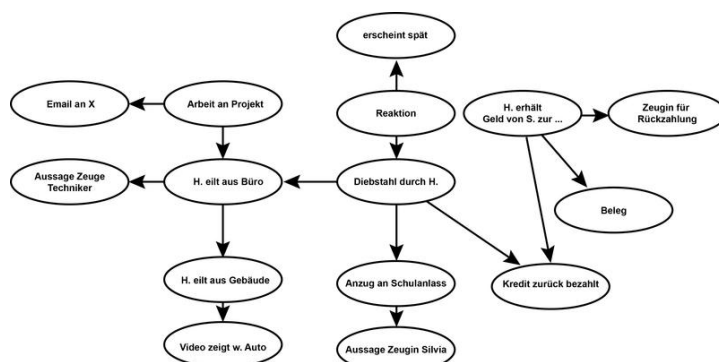 erscheint spät
Email an X
Arbeit an Projekt
Reaktion
H. erhält
Geld von S. zur ...
Zeugin für
Rückzahlung
Aussage Zeuge
Techniker
H. eilt aus Büro
Diebstahl durch H.
Beleg
H. eilt aus Gebäude
Anzug an Schulanlass
Kredit zurück bezahlt
Video zeigt w. Auto
Aussage Zeugin Silvia